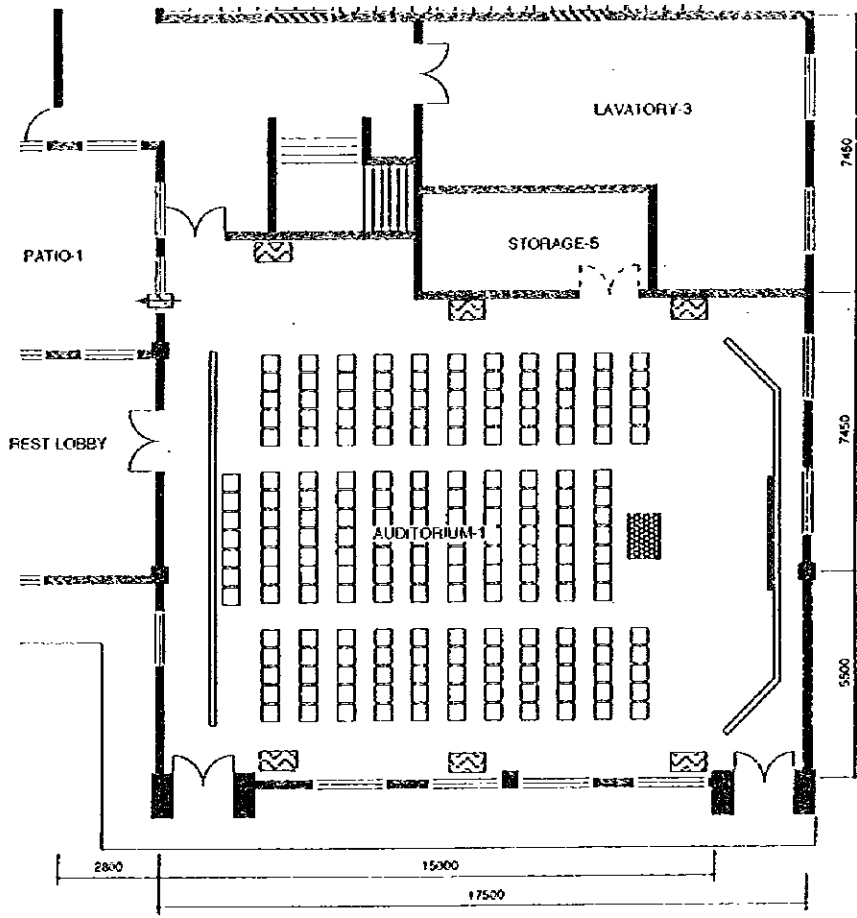 LAVATORY-3
7450
STORAGE-5
PATIO-1
REST LOBBY
7450
AUDITORIUM-1
5500
2800
15000
17500